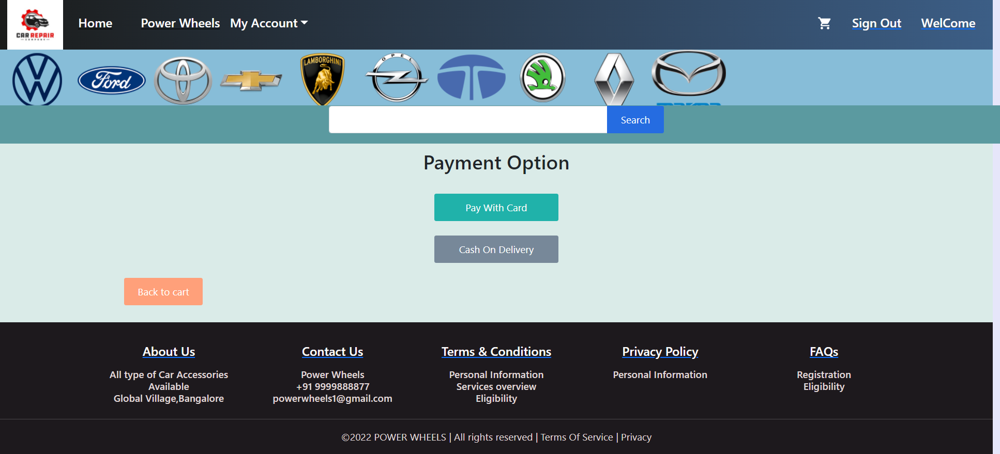 CAR REPAIR
COMPANY
Home
Power Wheels
My Account
Sign Out
WelCome
Ford
LAMBORGHINI
OPEL
Search
Payment Option
Pay With Card
Cash On Delivery
Back to cart
About Us
All type of Car Accessories
Available
Global Village,Bangalore
Contact Us
Power Wheels
+91 9999888877
powerwheels1@gmail.com
Terms & Conditions
Personal Information
Services overview
Eligibility
Privacy Policy
Personal Information
FAQs
Registration
Eligibility
©2022 POWER WHEELS | All rights reserved | Terms Of Service | Privacy